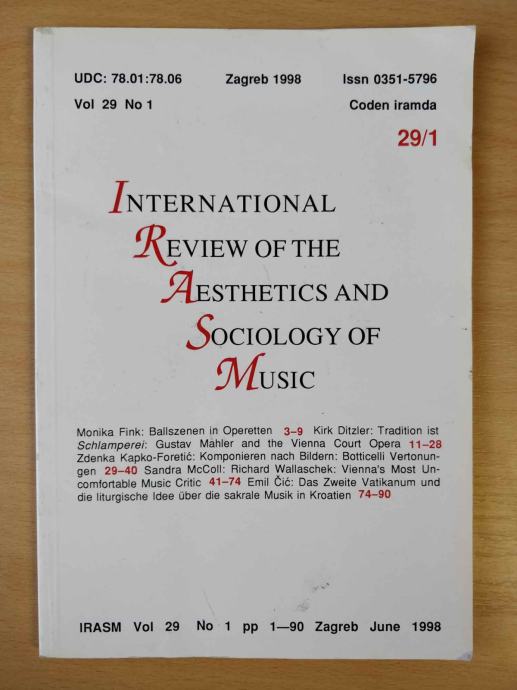 UDC: 78.01:78.06 Zagreb 1998 Issn 0351-5796
Vol 29 No 1 Coden iramda
29/1
INTERNATIONAL
REVIEW OF THE
AESTHETICS AND
SOCIOLOGY OF
MUSIC
Monika Fink: Ballszenen in Operetten 3–9 Kirk Ditzler: Tradition ist
Schlamperei: Gustav Mahler and the Vienna Court Opera 11–28
Zdenka Kapko-Foretić: Komponieren nach Bildern: Botticelli Vertonun-
gen 29–40 Sandra McColl: Richard Wallaschek: Vienna's Most Un-
comfortable Music Critic 41–74 Emil Čić: Das Zweite Vatikanum und
die liturgische Idee über die sakrale Musik in Kroatien 74–90
IRASM Vol 29 No 1 pp 1—90 Zagreb June 1998